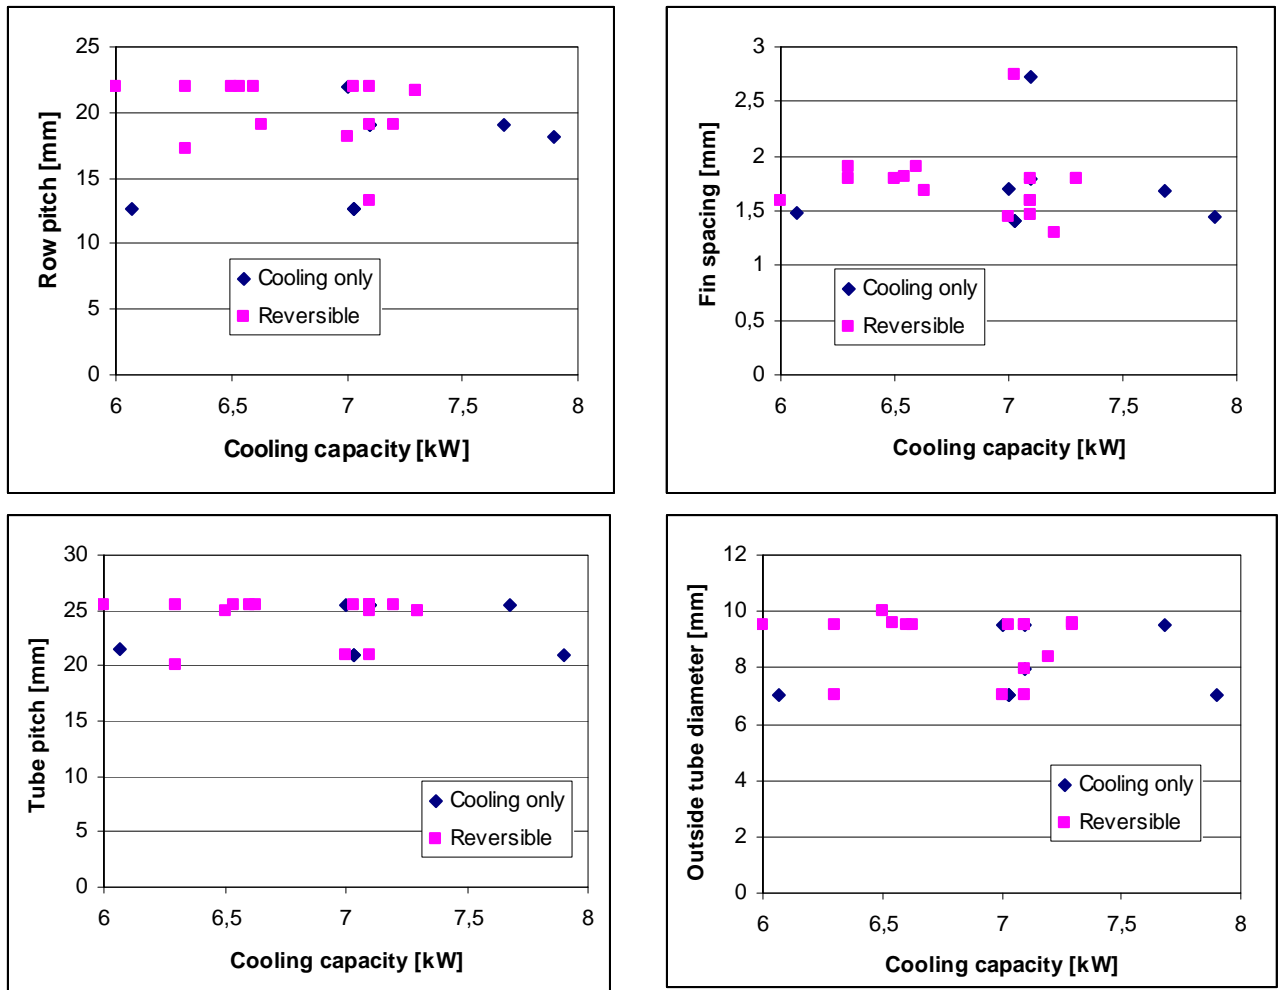 Row pitch [mm]
25
20
15
10
5
0
6 6,5 7 7,5 8
Cooling capacity [kW]
Cooling only
Reversible
Fin spacing [mm]
3
2,5
2
1,5
1
0,5
0
6 6,5 7 7,5 8
Cooling capacity [kW]
Cooling only
Reversible
Tube pitch [mm]
30
25
20
15
10
5
0
6 6,5 7 7,5 8
Cooling capacity [kW]
Cooling only
Reversible
Outside tube diameter [mm]
12
10
8
6
4
2
0
6 6,5 7 7,5 8
Cooling capacity [kW]
Cooling only
Reversible